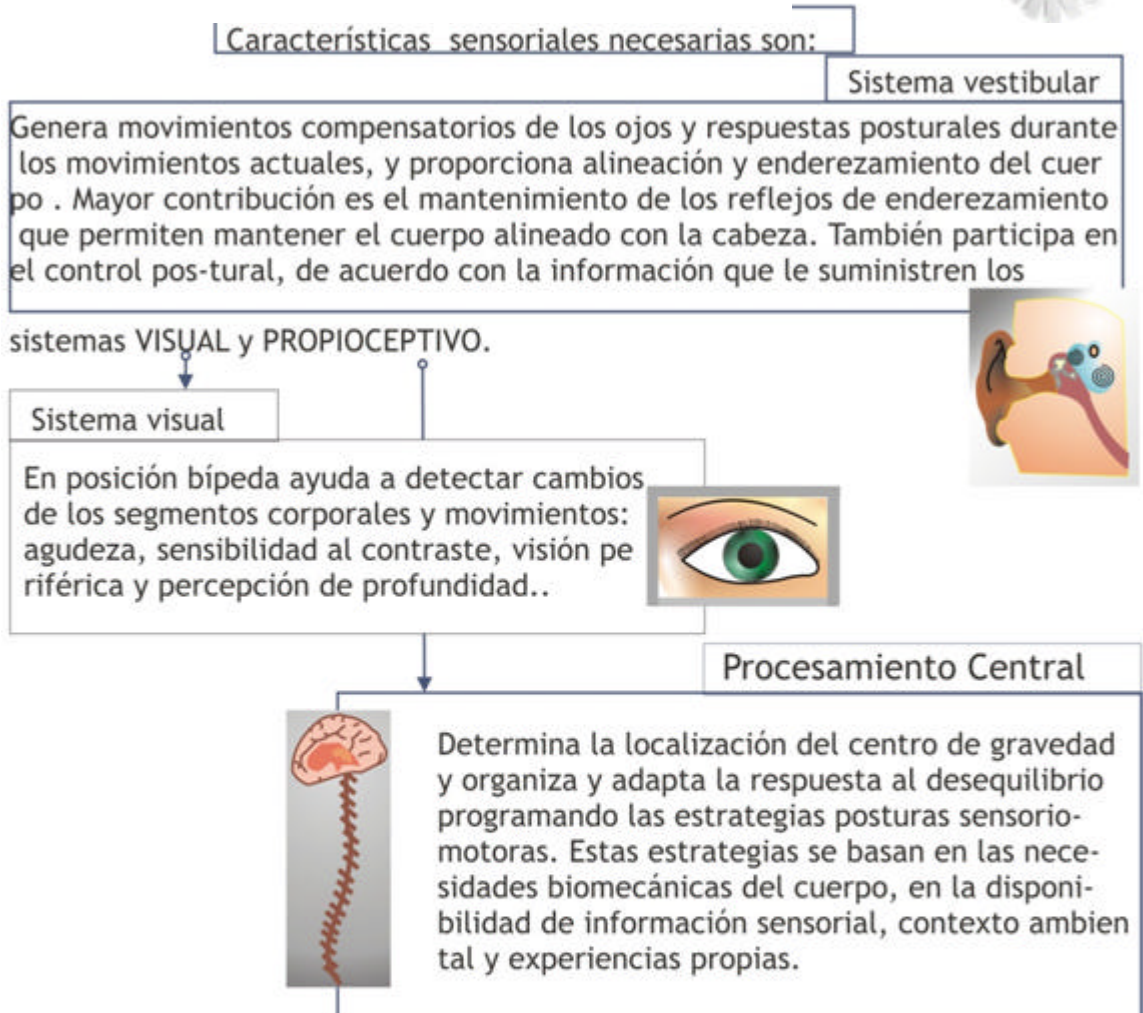 Características sensoriales necesarias son:
Sistema vestibular
Genera movimientos compensatorios de los ojos y respuestas posturales durante
los movimientos actuales, y proporciona alineación y enderezamiento del cuer
po . Mayor contribución es el mantenimiento de los reflejos de enderezamiento
que permiten mantener el cuerpo alineado con la cabeza. También participa en
el control pos-tural, de acuerdo con la información que le suministren los
sistemas VISUAL y PROPIOCEPTIVO.
Sistema visual
En posición bípeda ayuda a detectar cambios
de los segmentos corporales y movimientos:
agudeza, sensibilidad al contraste, visión pe
riférica y percepción de profundidad..
Procesamiento Central
Determina la localización del centro de gravedad
y organiza y adapta la respuesta al desequilibrio
programando las estrategias posturas sensorio-
motoras. Estas estrategias se basan en las nece-
sidades biomecánicas del cuerpo, en la disponi-
bilidad de información sensorial, contexto ambien
tal y experiencias propias.